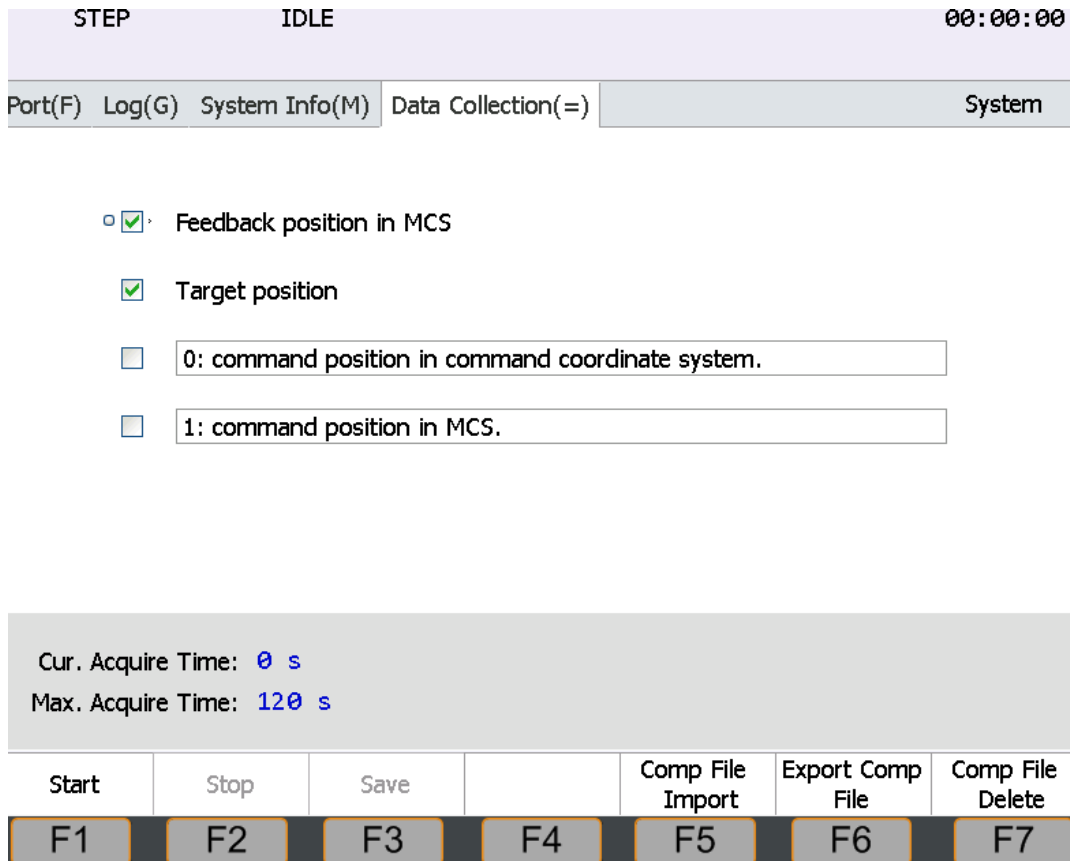 STEP IDLE 00:00:00
Port(F) Log(G) System Info(M) Data Collection(=) System
Feedback position in MCS
Target position
0: command position in command coordinate system.
1: command position in MCS.
Cur. Acquire Time: 0 s
Max. Acquire Time: 120 s
Start Stop Save Comp File Import Export Comp File Comp File Delete
F1 F2 F3 F4 F5 F6 F7